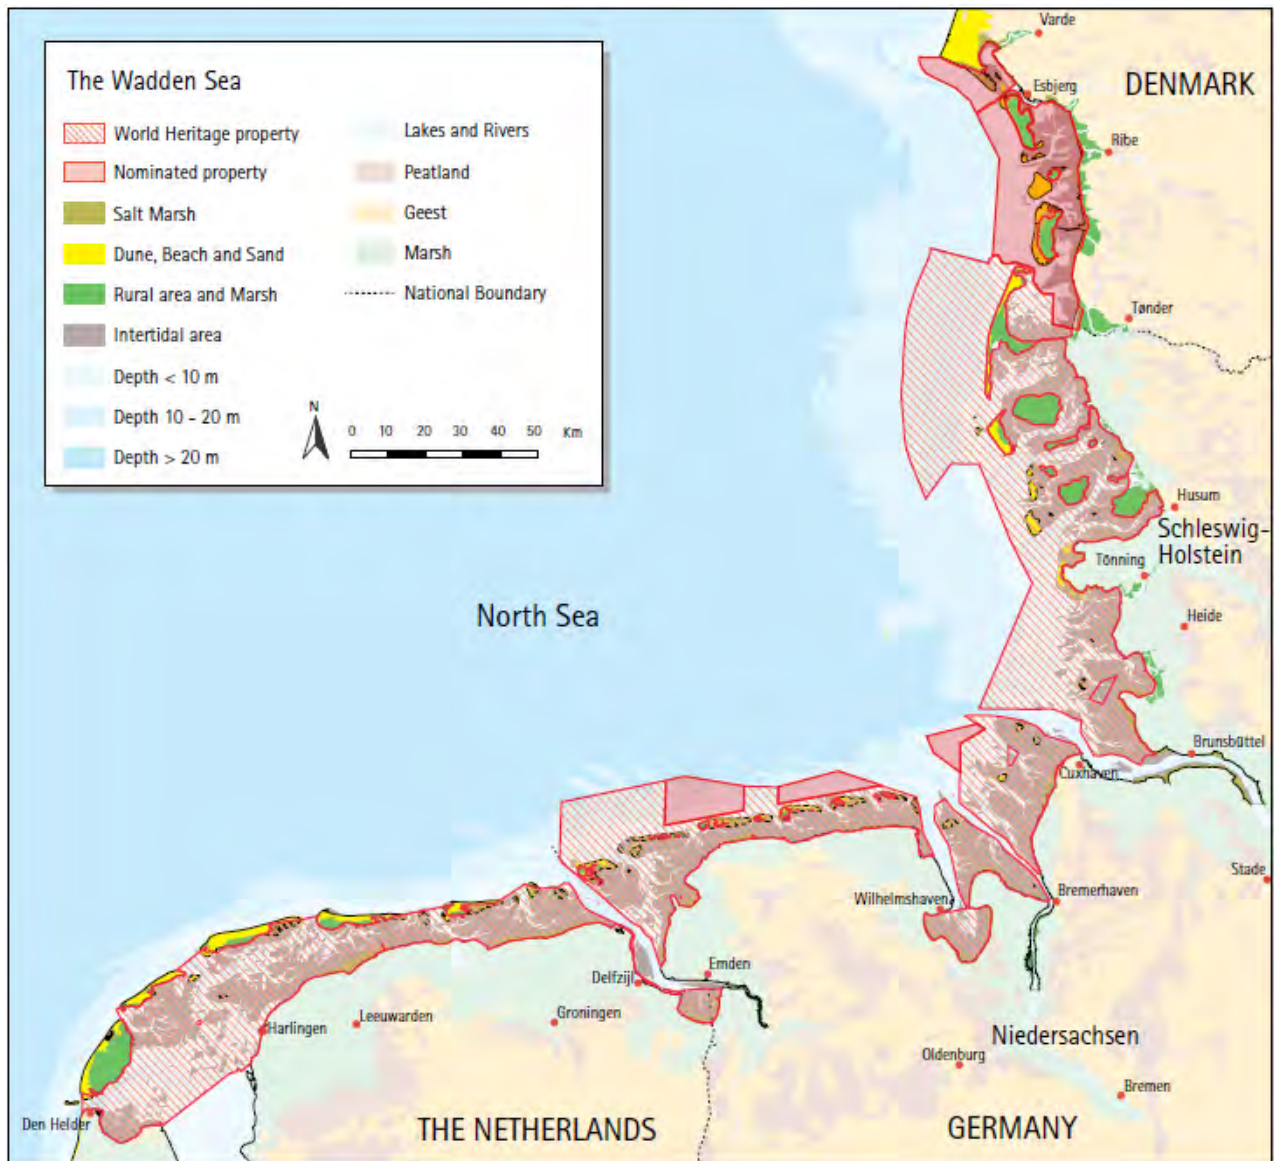 The Wadden Sea
World Heritage property
Nominated property
Salt Marsh
Dune, Beach and Sand
Rural area and Marsh
Intertidal area
Depth < 10 m
Depth 10 - 20 m
Depth > 20 m
Lakes and Rivers
Peatland
Geest
Marsh
National Boundary
N
0 10 20 30 40 50 Km
Varde
DENMARK
Esbjerg
Ribe
Tønder
Husum
Schleswig-
Holstein
Tönning
North Sea
Heide
Brunsbüttel
Cuxhaven
Stade
Wilhelmshaven
Bremerhaven
Emden
Delfzijl
Groningen
Leeuwarden
Harlingen
Niedersachsen
Oldenburg
Bremen
Den Helder
THE NETHERLANDS
GERMANY